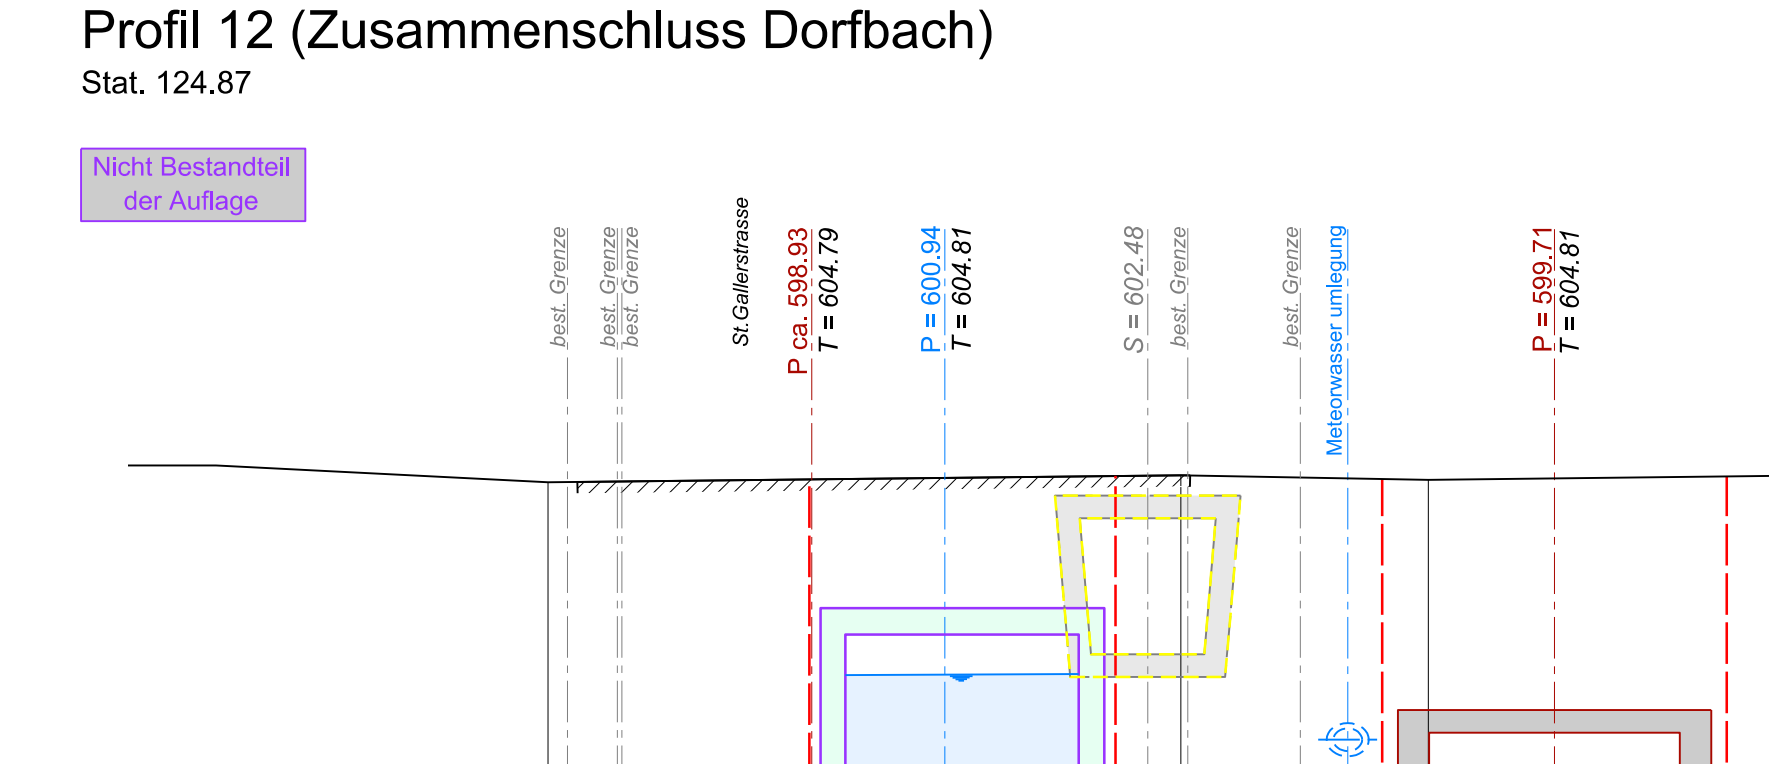 Profil 12 (Zusammenschluss Dorfbach)
Stat. 124.87
Nicht Bestandteil
der Auflage
best. Grenze
best. Grenze
best. Grenze
St.Gallerstrasse
P ca. 598.93
T = 604.79
P = 600.94
T = 604.81
S = 602.48
best. Grenze
best. Grenze
Meteorwasser umlegung
P = 599.71
T = 604.81